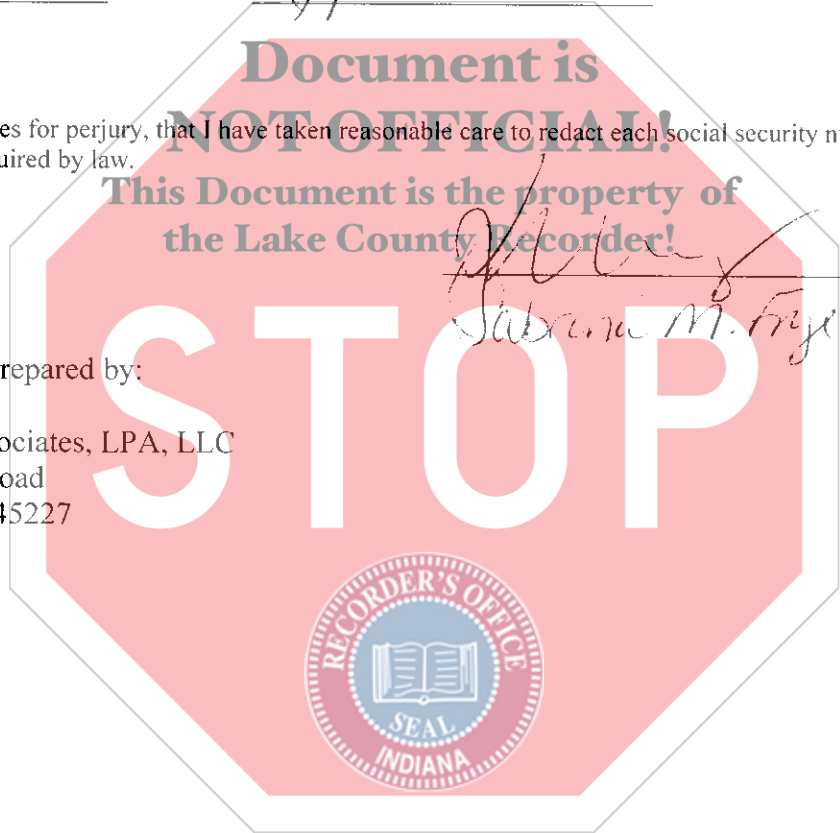 Document is
es for perjury, that I have taken reasonable care to redact each social security n
NOT OFFICIAL!
uired by law.
This Document is the property of
the Lake County Recorder!
Sabrina M. Frye
STOP
repared by:
ociates, LPA, LLC
oad
45227
RECORDER'S OFFICE
SEAL
INDIANA